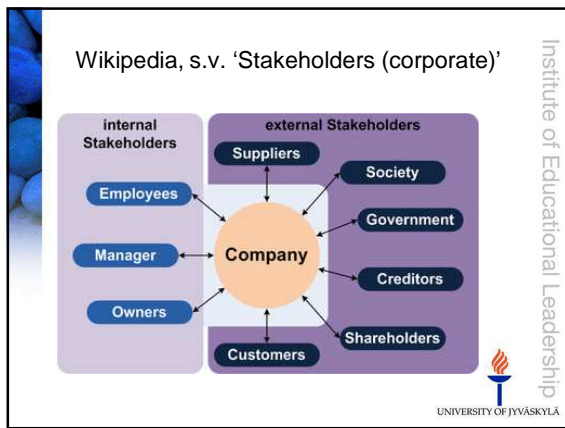 Wikipedia, s.v. ‘Stakeholders (corporate)’
internal
Stakeholders
external Stakeholders
Suppliers
Society
Employees
Government
Manager
Company
Creditors
Owners
Shareholders
Customers
Institute of Educational Leadership
UNIVERSITY OF JYVÄSKYLÄ